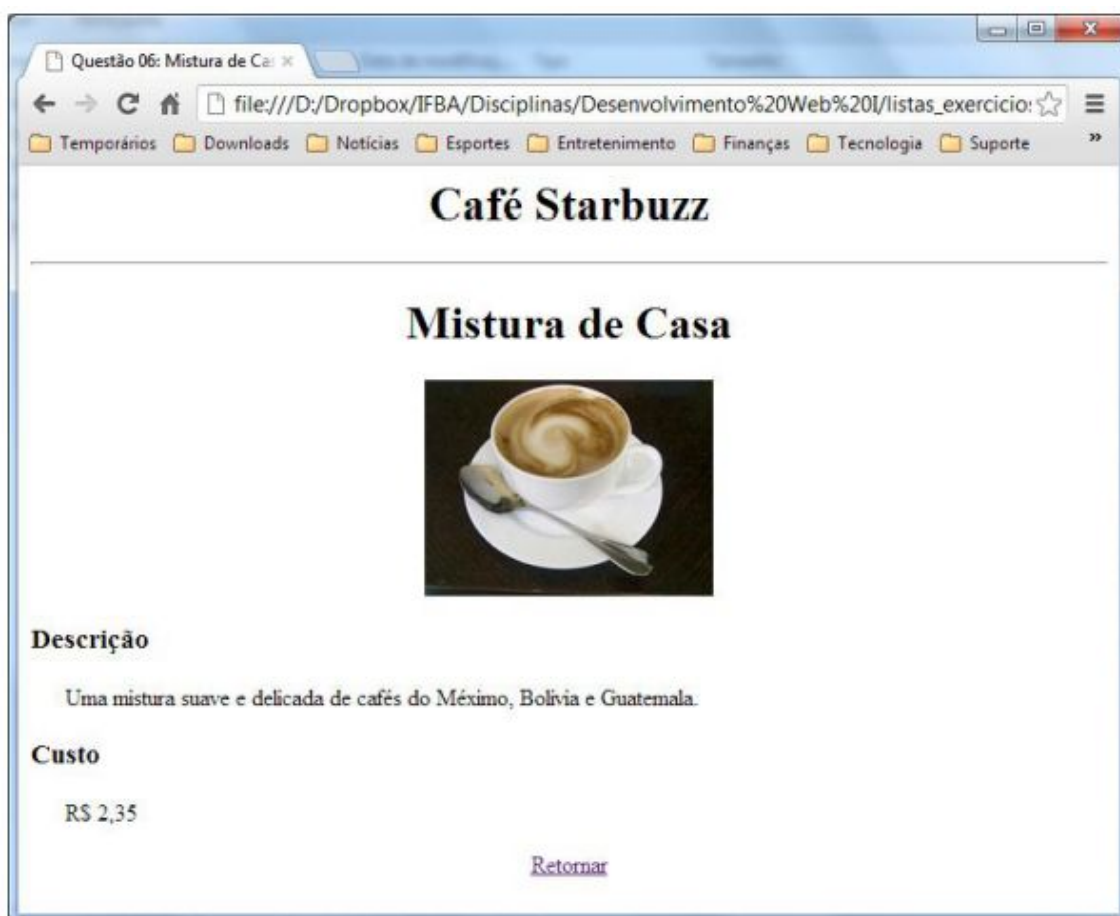 Questão 06: Mistura de Ca
file:///D:/Dropbox/IFBA/Disciplinas/Desenvolvimento%20Web%20I/listas_exercicio
Temporários Downloads Notícias Esportes Entretenimento Finanças Tecnologia Suporte »
Café Starbuzz
Mistura de Casa
Descrição
Uma mistura suave e delicada de cafés do Méximo, Bolívia e Guatemala.
Custo
R$ 2,35
Retornar